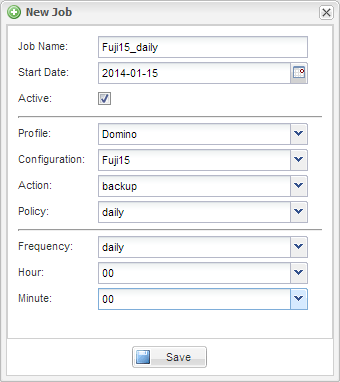 New Job
Job Name: Fuji15_daily
Start Date: 2014-01-15
Active:
Profile: Domino
Configuration: Fuji15
Action: backup
Policy: daily
Frequency: daily
Hour: 00
Minute: 00
Save